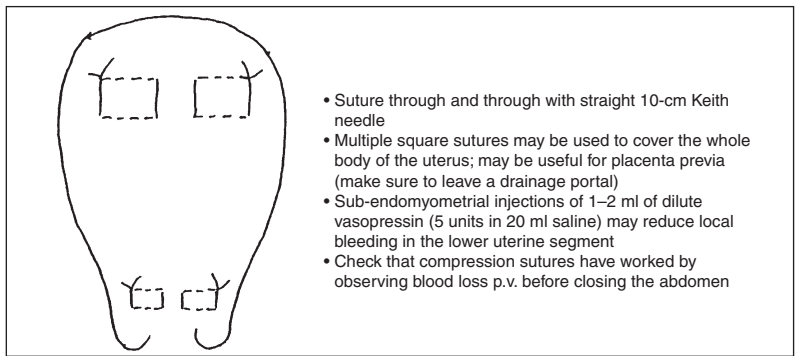 • Suture through and through with straight 10-cm Keith
needle
• Multiple square sutures may be used to cover the whole
body of the uterus; may be useful for placenta previa
(make sure to leave a drainage portal)
• Sub-endomyometrial injections of 1–2 ml of dilute
vasopressin (5 units in 20 ml saline) may reduce local
bleeding in the lower uterine segment
• Check that compression sutures have worked by
observing blood loss p.v. before closing the abdomen